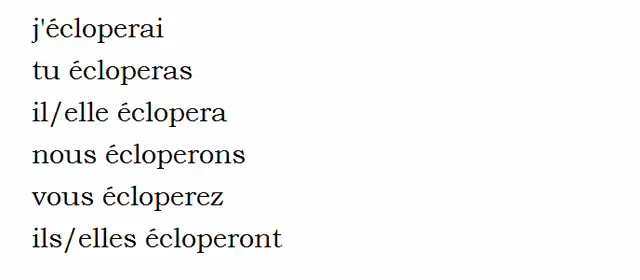 j'écloperai
tu écloperas
il/elle éclopera
nous écloperons
vous écloperez
ils/elles écloperont